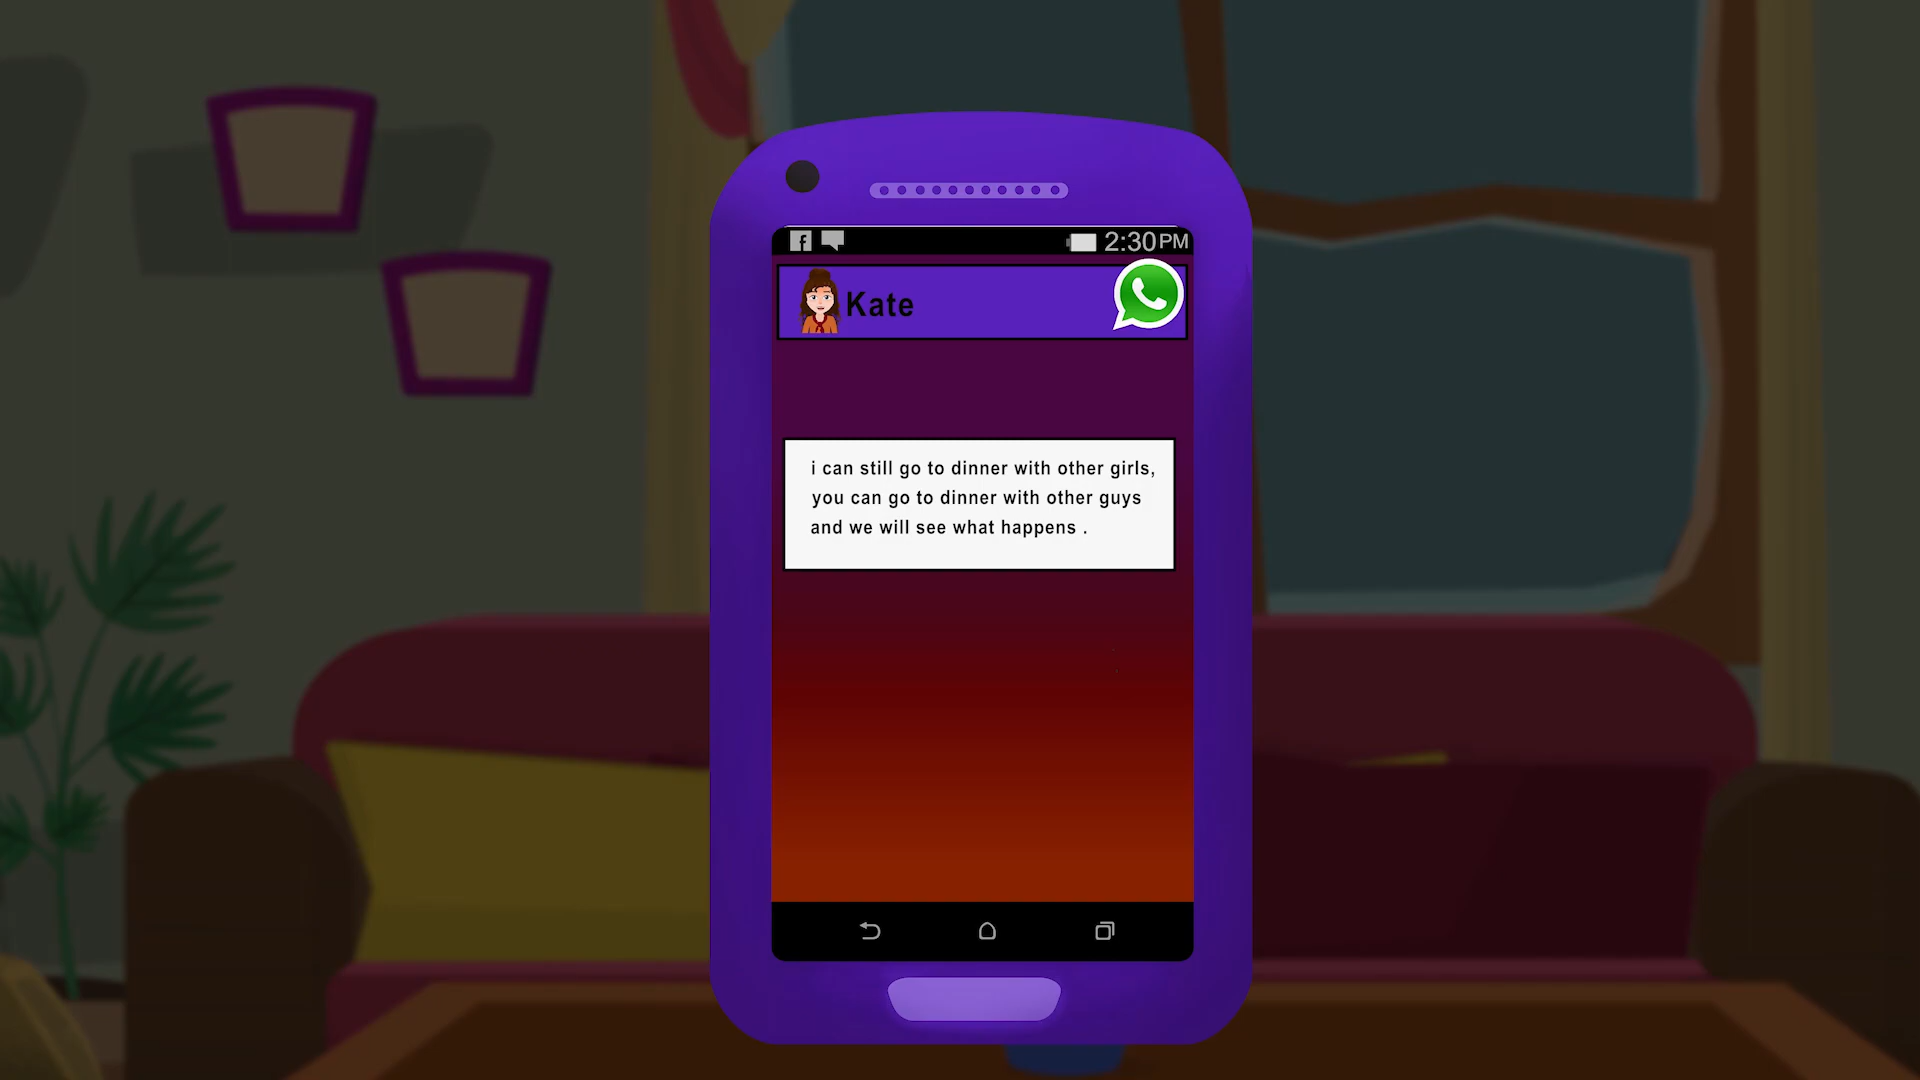 2:30PM
Kate
i can still go to dinner with other girls,
you can go to dinner with other guys
and we will see what happens .